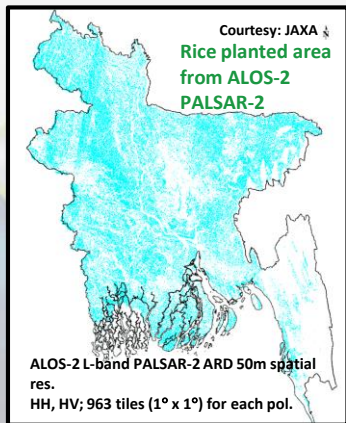 Courtesy: JAXA
Rice planted area
from ALOS-2
PALSAR-2
ALOS-2 L-band PALSAR-2 ARD 50m spatial
res.
HH, HV; 963 tiles (1° x 1°) for each pol.